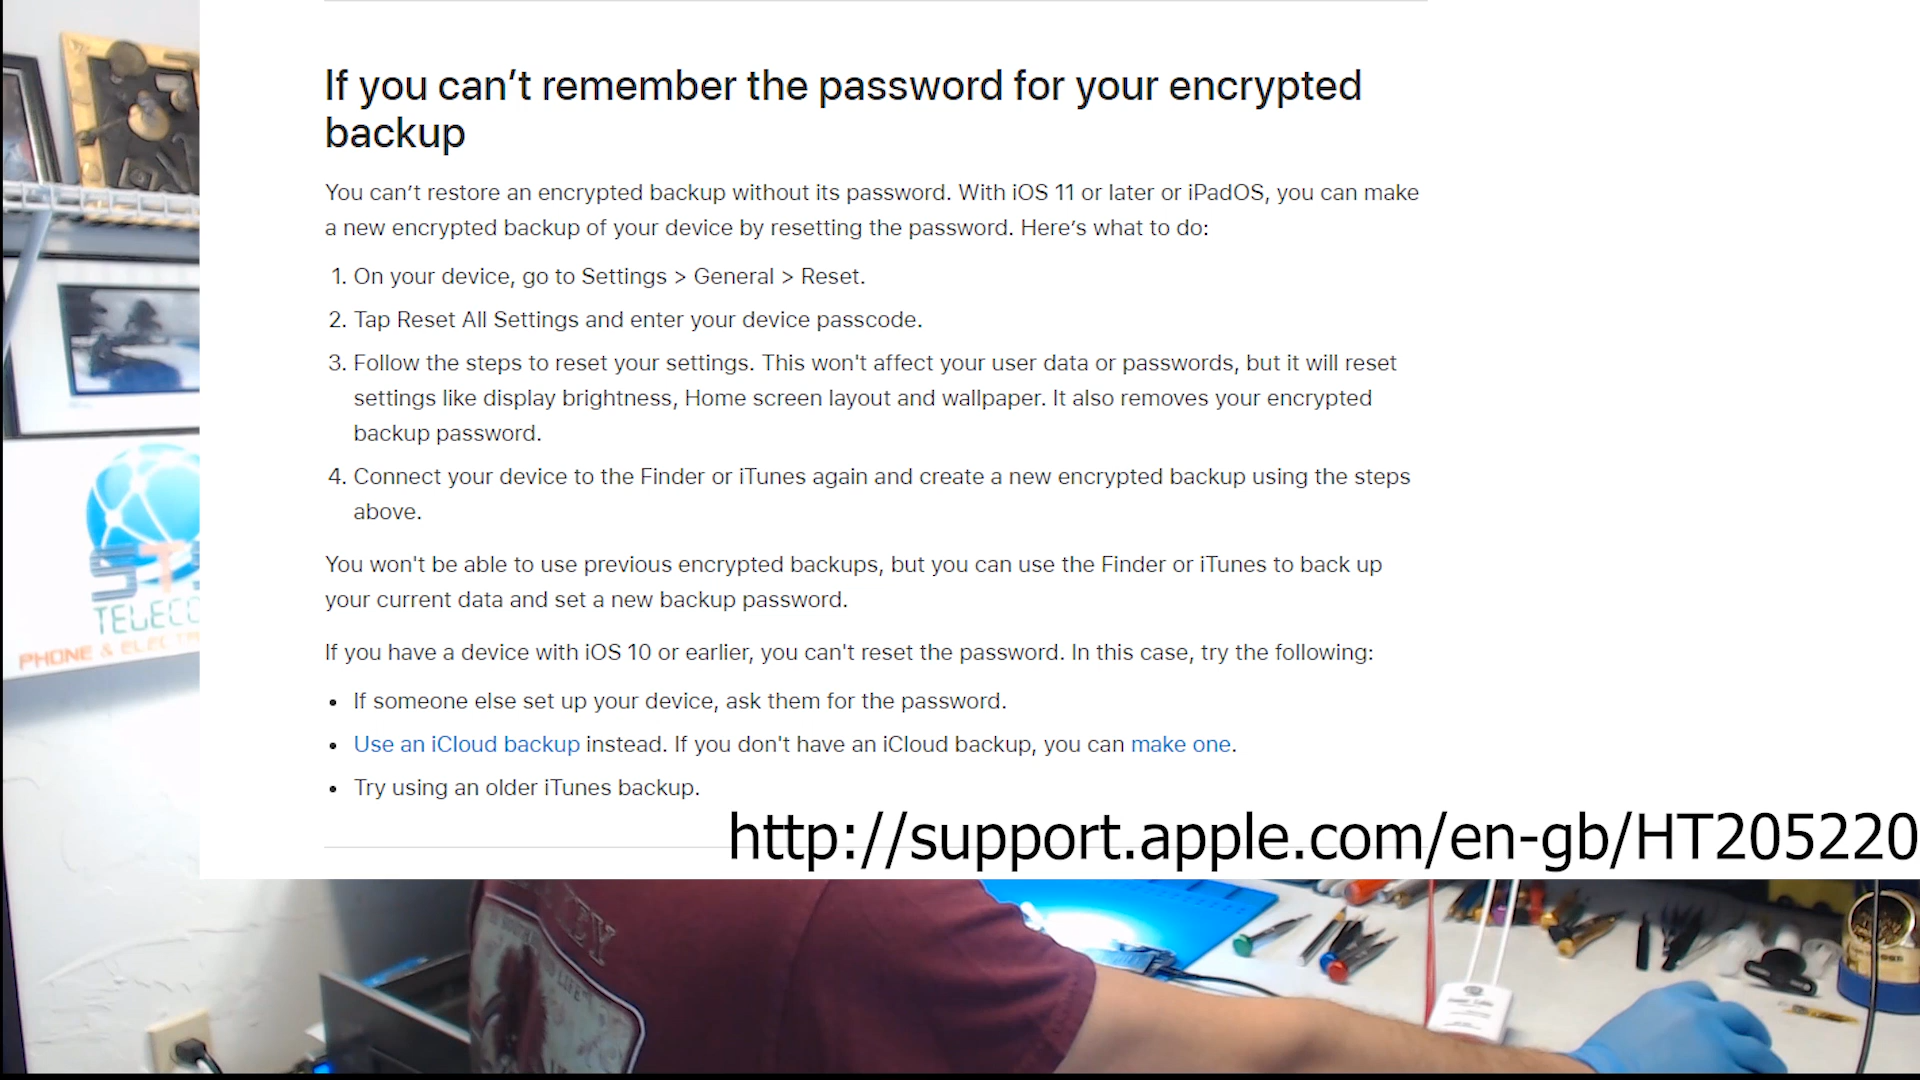 If you can’t remember the password for your encrypted
backup
You can’t restore an encrypted backup without its password. With iOS 11 or later or iPadOS, you can make
a new encrypted backup of your device by resetting the password. Here’s what to do:
1. On your device, go to Settings > General > Reset.
2. Tap Reset All Settings and enter your device passcode.
3. Follow the steps to reset your settings. This won't affect your user data or passwords, but it will reset
settings like display brightness, Home screen layout and wallpaper. It also removes your encrypted
backup password.
4. Connect your device to the Finder or iTunes again and create a new encrypted backup using the steps
above.
You won't be able to use previous encrypted backups, but you can use the Finder or iTunes to back up
your current data and set a new backup password.
If you have a device with iOS 10 or earlier, you can't reset the password. In this case, try the following:
• If someone else set up your device, ask them for the password.
• Use an iCloud backup instead. If you don't have an iCloud backup, you can make one.
• Try using an older iTunes backup.
http://support.apple.com/en-gb/HT205220
ST
TELECO
PHONE & ELECTR